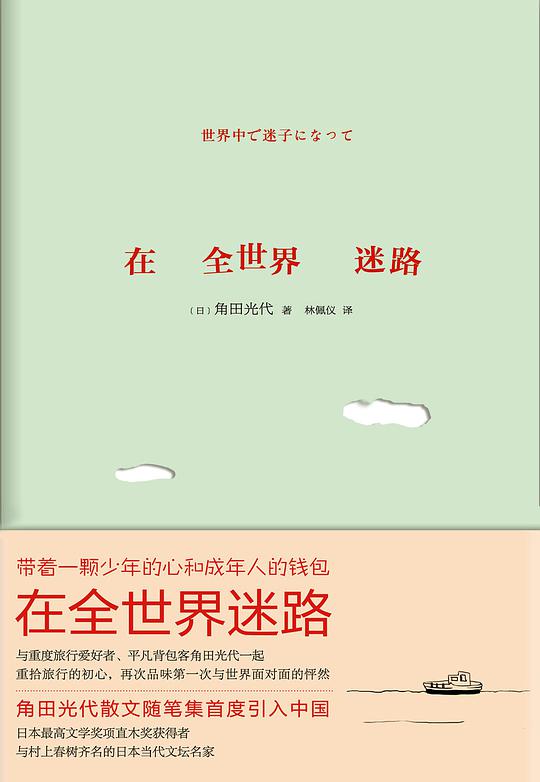 世界中で迷子になって
在 全世界 迷路
（日）角田光代 著 林佩仪 译
带着一颗少年的心和成年人的钱包
在全世界迷路
与重度旅行爱好者、平凡背包客角田光代一起
重拾旅行的初心，再次品味第一次与世界面对面的怦然
角田光代散文随笔集首度引入中国
日本最高文学奖项直木奖获得者
与村上春树齐名的日本当代文坛名家